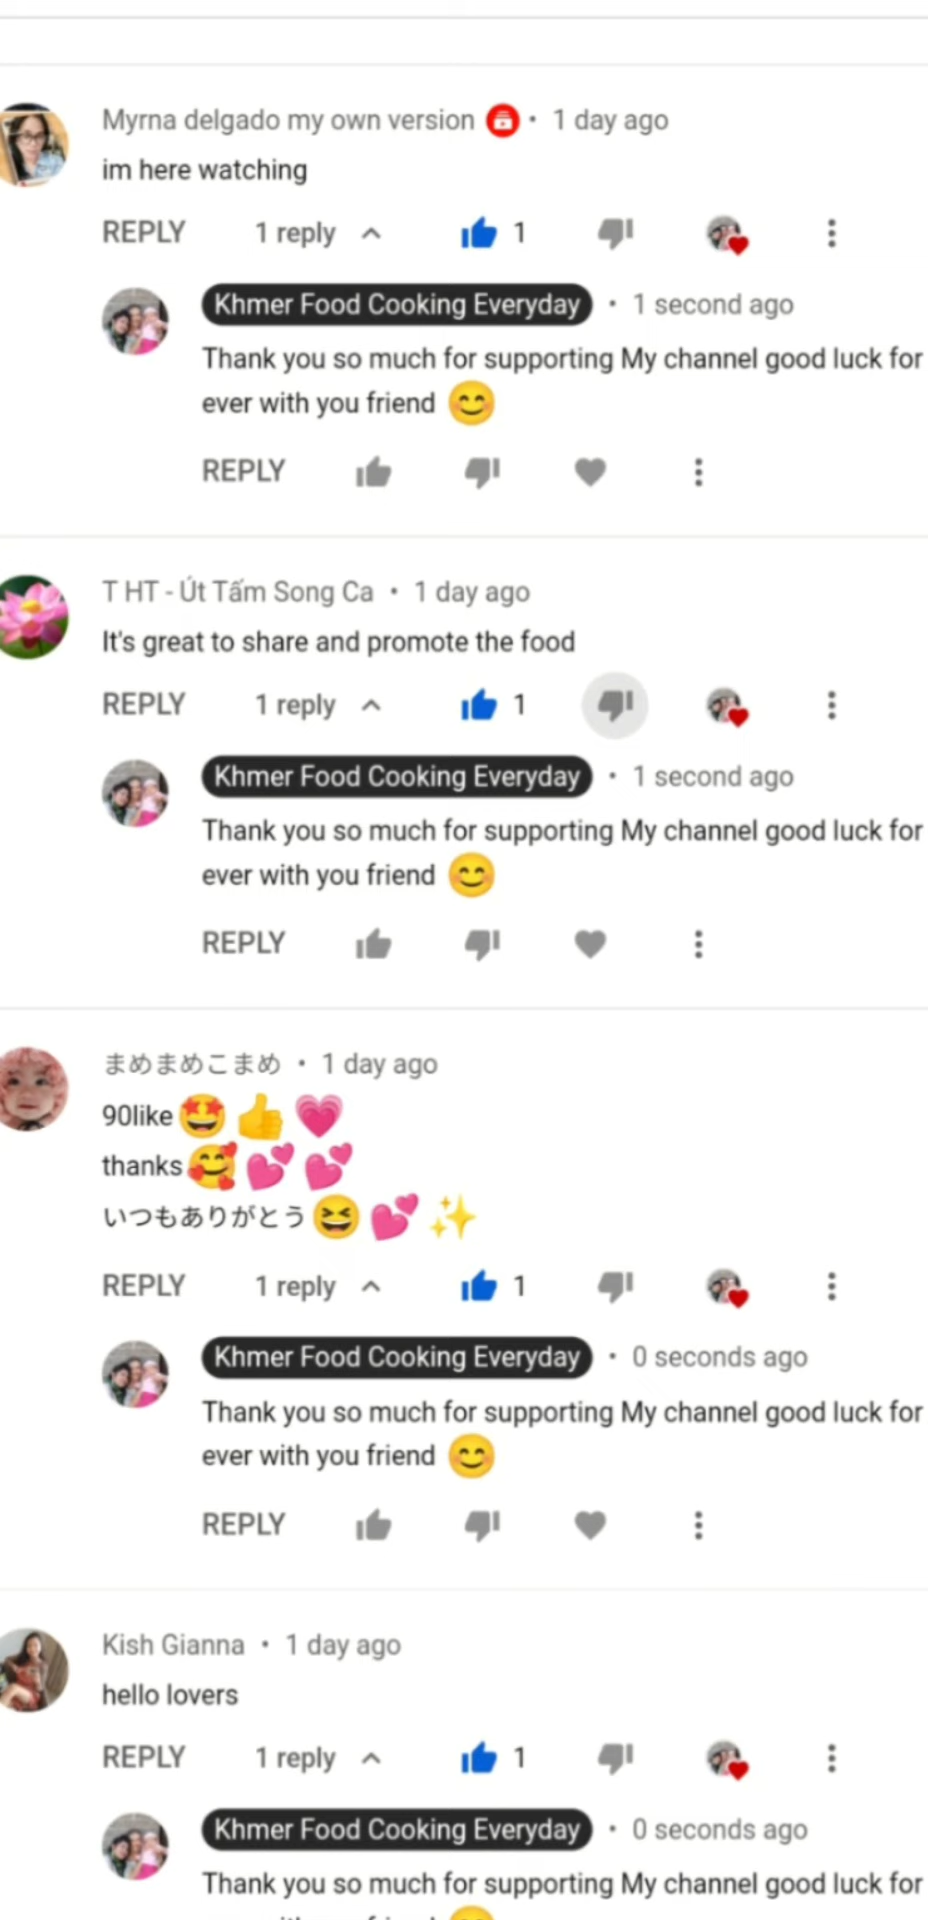 Myrna delgado my own version • 1 day ago
im here watching
REPLY 1 reply 1
Khmer Food Cooking Everyday • 1 second ago
Thank you so much for supporting My channel good luck for
ever with you friend 😊
REPLY
T HT - Út Tấm Song Ca • 1 day ago
It's great to share and promote the food
REPLY 1 reply 1
Khmer Food Cooking Everyday • 1 second ago
Thank you so much for supporting My channel good luck for
ever with you friend 😊
REPLY
まめまめこまめ • 1 day ago
90like🤩👍💗
thanks🥰💕💕
いつもありがとう😆💕✨
REPLY 1 reply 1
Khmer Food Cooking Everyday • 0 seconds ago
Thank you so much for supporting My channel good luck for
ever with you friend 😊
REPLY
Kish Gianna • 1 day ago
hello lovers
REPLY 1 reply 1
Khmer Food Cooking Everyday • 0 seconds ago
Thank you so much for supporting My channel good luck for